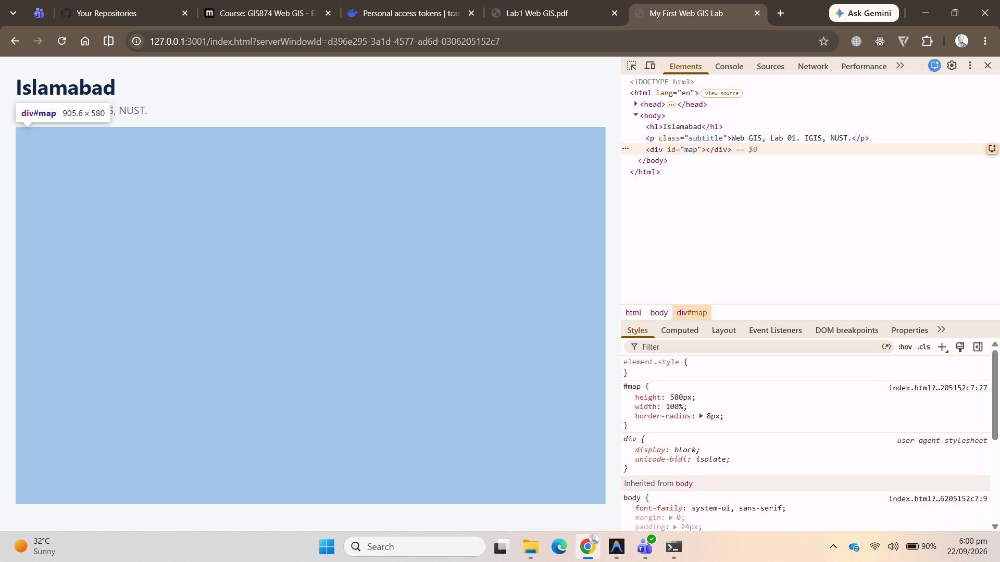 Your Repositories
Course: GIS874 Web GIS - El
Personal access tokens | tcar
Lab1 Web GIS.pdf
My First Web GIS Lab
Ask Gemini
127.0.0.1:3001/index.html?serverWindowId=d396e295-3a1d-4577-ad6d-0306205152c7
Islamabad
div#map 905.6 × 580
S, NUST.
Elements
Console
Sources
Network
Performance
<!DOCTYPE html>
<html lang="en"> view-source
<head> ••• </head>
<body>
<h1>Islamabad</h1>
<p class="subtitle">Web GIS, Lab 01. IGIS, NUST.</p>
<div id="map"></div> == $0
</body>
</html>
html body div#map
Styles
Computed
Layout
Event Listeners
DOM breakpoints
Properties
Filter
(.*) :hov .cls
element.style {
}
#map { index.html?…205152c7:27
height: 580px;
width: 100%;
border-radius: 8px;
}
div { user agent stylesheet
display: block;
unicode-bidi: isolate;
}
Inherited from body
body { index.html?…6205152c7:9
font-family: system-ui, sans-serif;
margin: 0;
padding: 24px;
32°C
Sunny
Search
90%
6:00 pm
22/09/2026